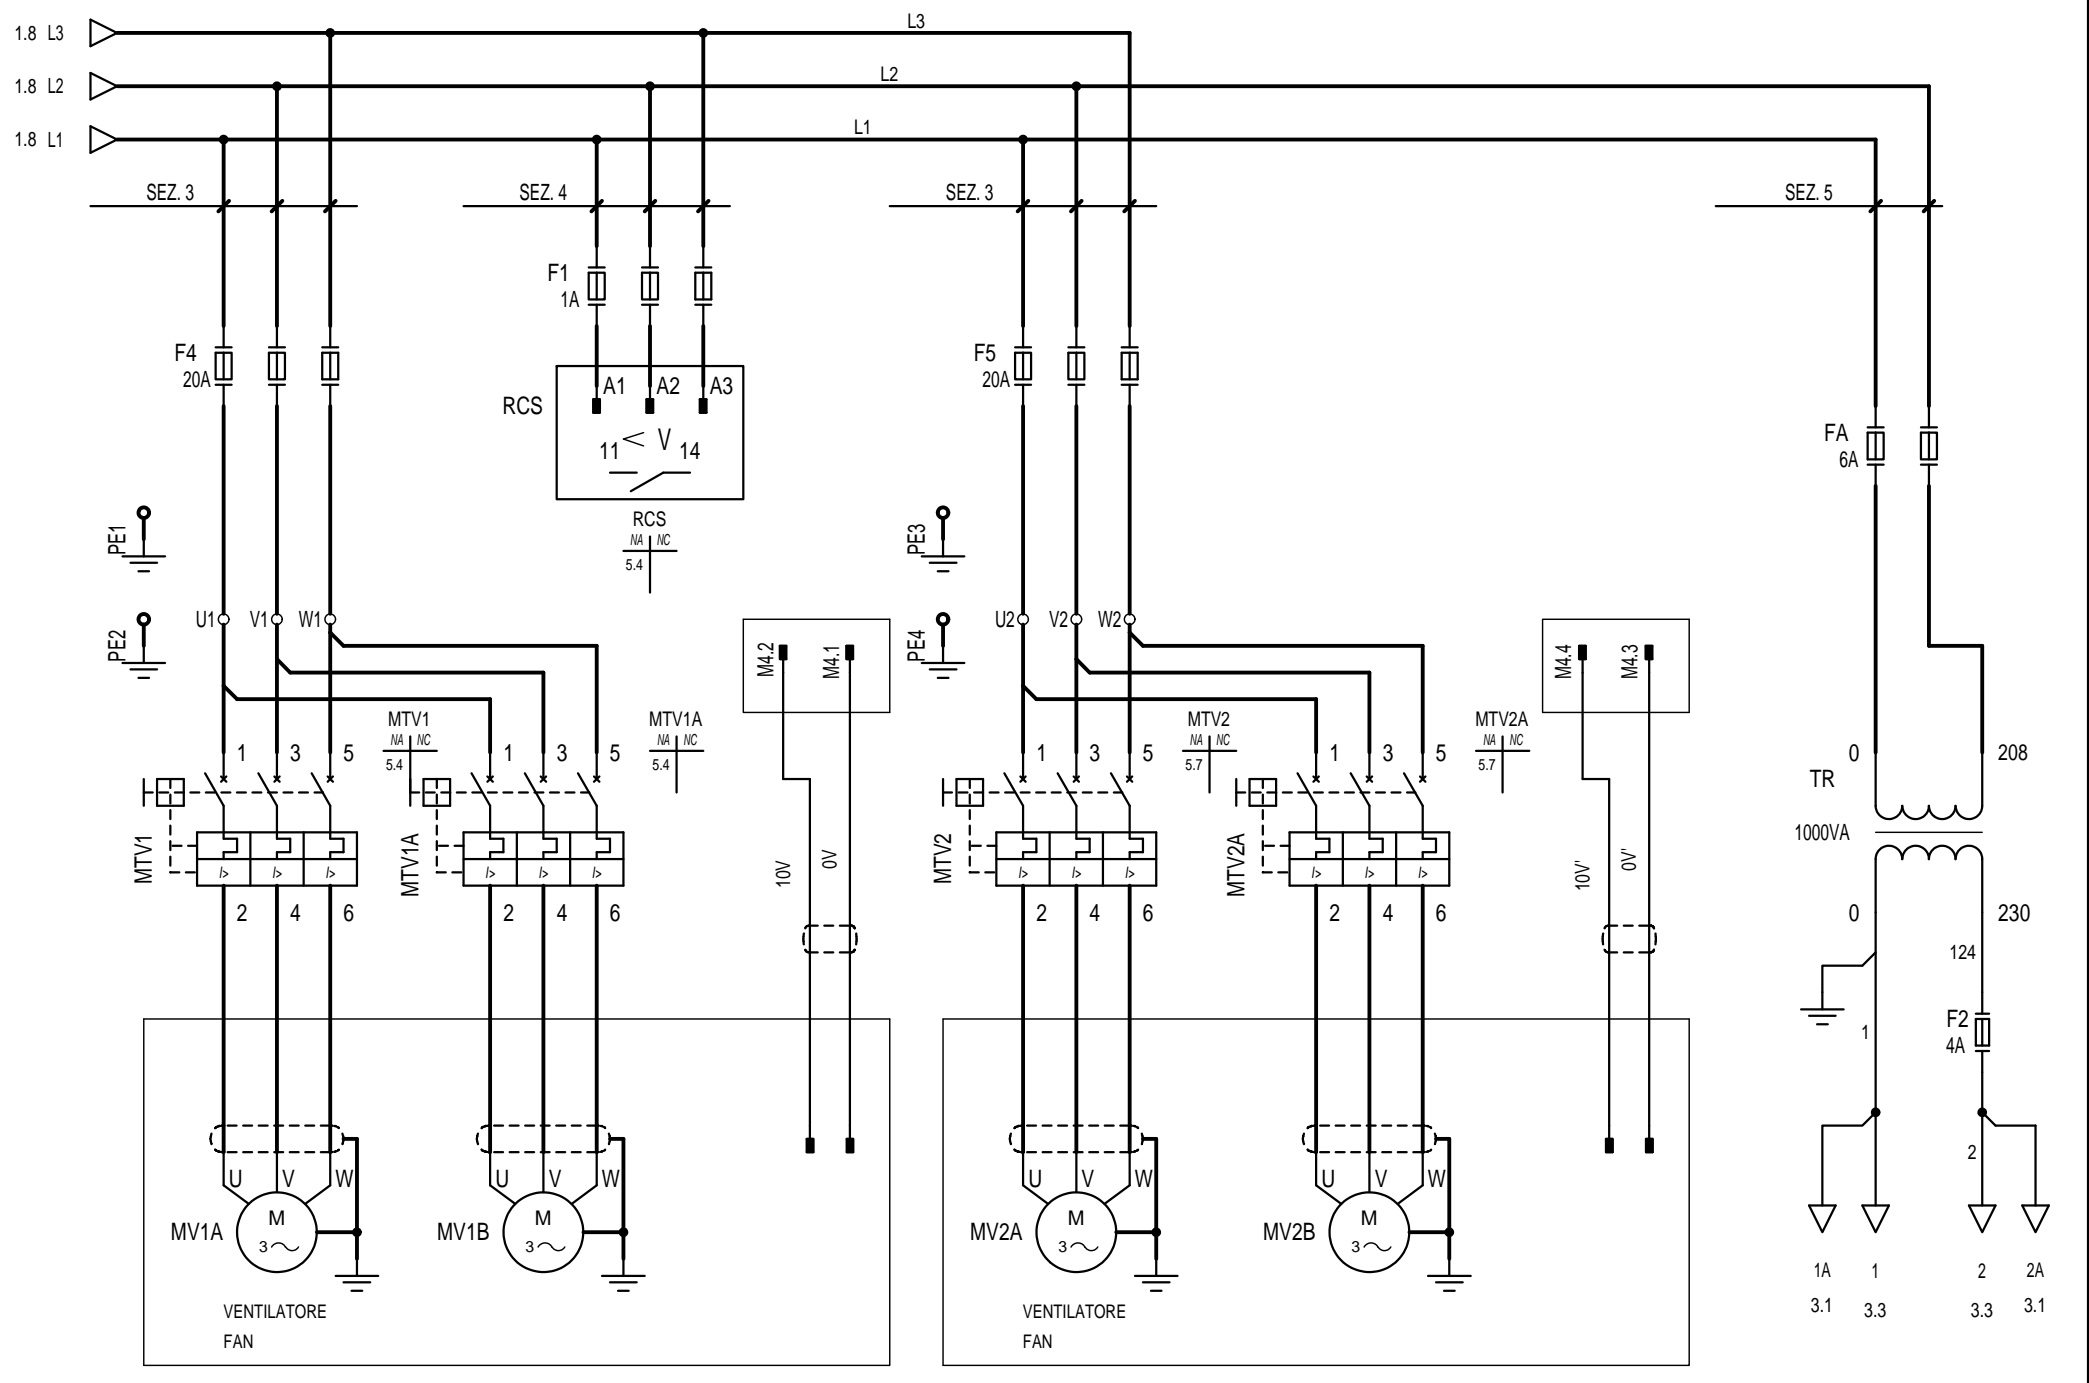 1.8 L3
L3
1.8 L2
L2
1.8 L1
L1
SEZ. 3
SEZ. 4
SEZ. 3
SEZ. 5
F1
1A
F4
20A
F5
20A
A1 A2 A3
RCS
< V
11 14
FA
6A
RCS
NA NC
5.4
PE1
PE3
PE2
U1 V1 W1
PE4
U2 V2 W2
M4.2 M4.1
M4.4 M4.3
MTV1
NA NC
5.4
MTV1A
NA NC
5.4
MTV2
NA NC
5.7
MTV2A
NA NC
5.7
1 3 5
1 3 5
1 3 5
1 3 5
0 208
TR
1000VA
MTV1
I> I> I>
MTV1A
I> I> I>
10V 0V
MTV2
I> I> I>
MTV2A
I> I> I>
10V' 0V'
2 4 6
2 4 6
2 4 6
2 4 6
0 230
124
1
F2
4A
2
U V W
U V W
U V W
U V W
MV1A
M
3
MV1B
M
3
MV2A
M
3
MV2B
M
3
VENTILATORE
FAN
VENTILATORE
FAN
1A 1 2 2A
3.1 3.3 3.3 3.1